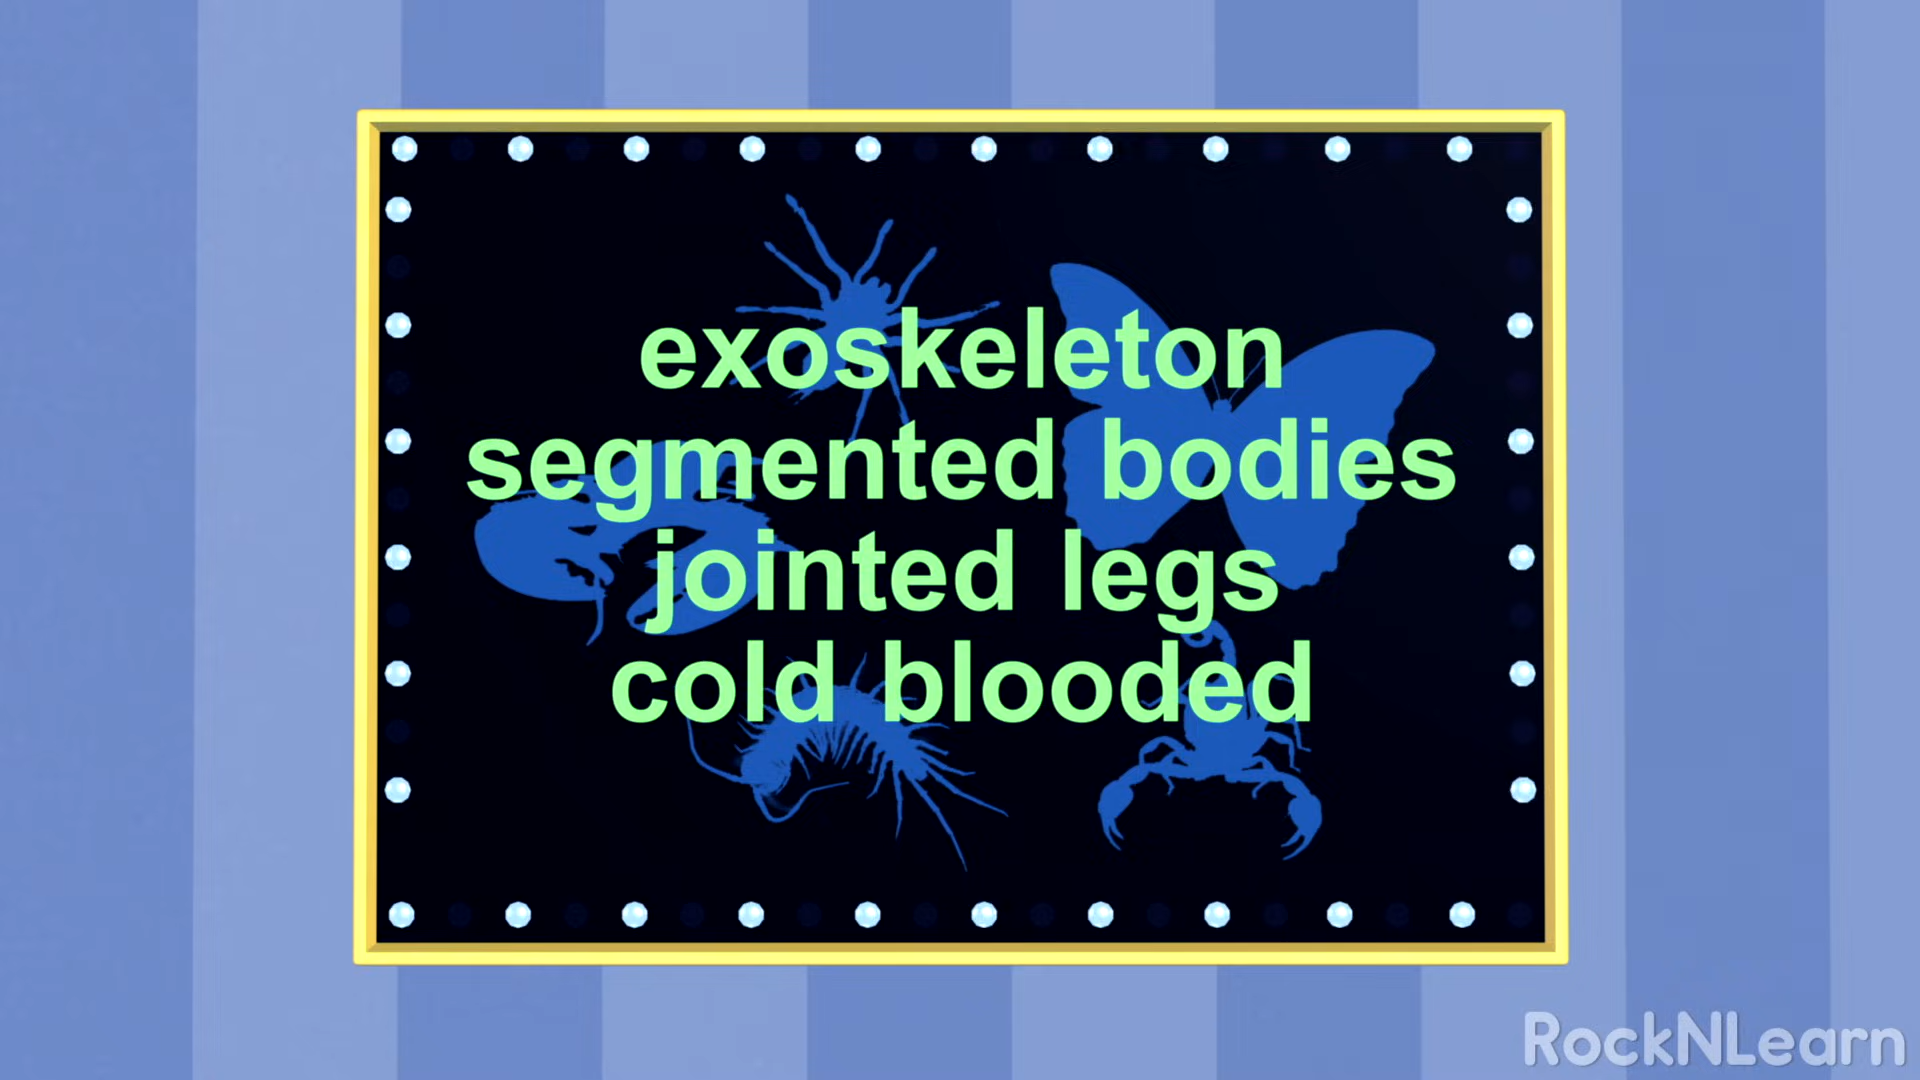 exoskeleton
segmented bodies
jointed legs
cold blooded
RockNLearn